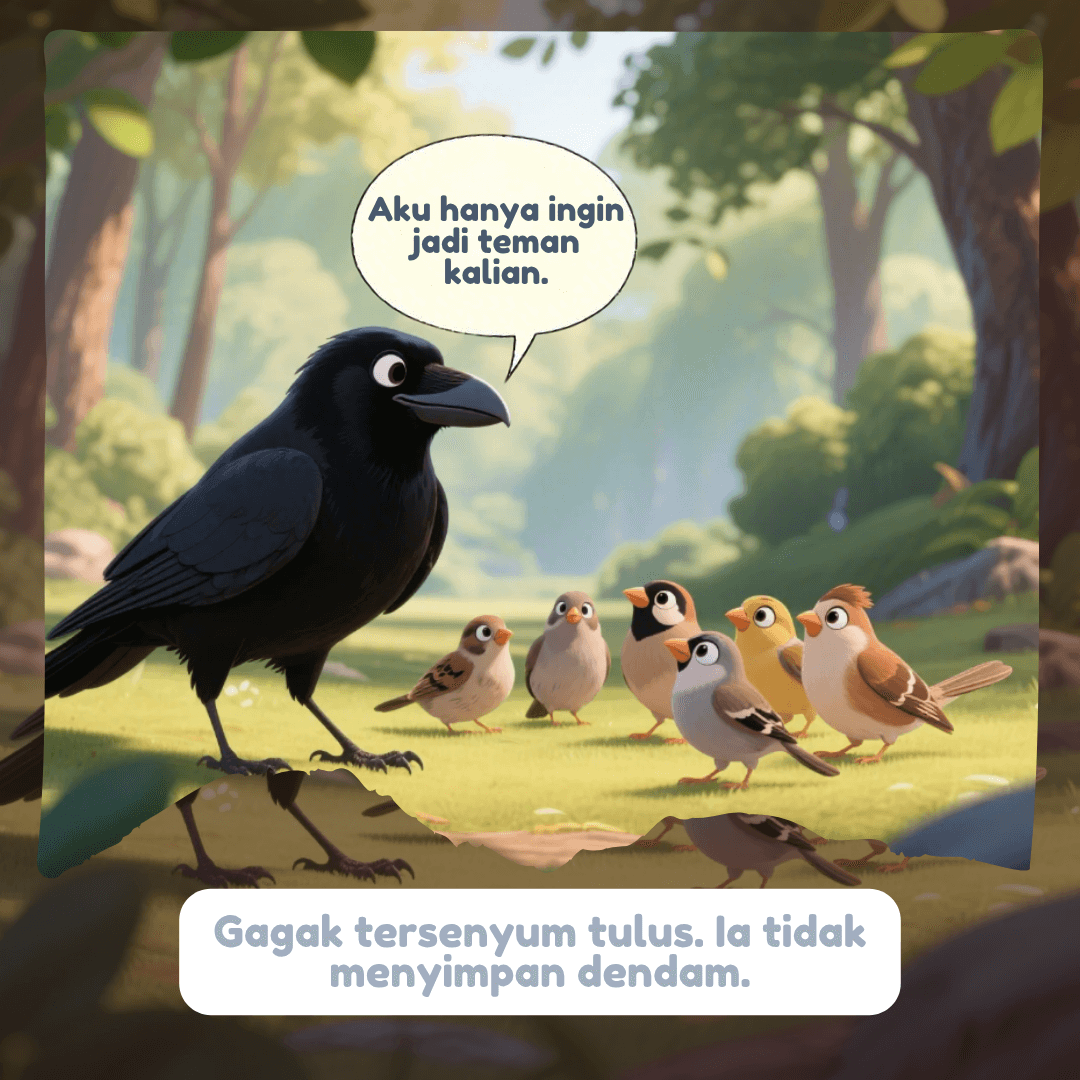 Aku hanya ingin
jadi teman
kalian.
Gagak tersenyum tulus. Ia tidak
menyimpan dendam.